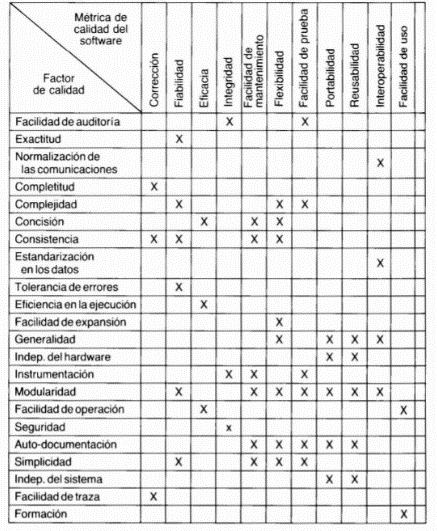 Métrica de
calidad del
software
Factor
de calidad
Corrección
Fiabilidad
Eficacia
Integridad
Facilidad de
mantenimiento
Flexibilidad
Facilidad de prueba
Portabilidad
Reusabilidad
Interoperabilidad
Facilidad de uso
Facilidad de auditoría X X
Exactitud X
Normalización de
las comunicaciones X
Completitud X
Complejidad X X X
Concisión X X X
Consistencia X X X X
Estandarización
en los datos X
Tolerancia de errores X
Eficiencia en la ejecución X
Facilidad de expansión X
Generalidad X X X X
Indep. del hardware X X
Instrumentación X X X
Modularidad X X X X X X X
Facilidad de operación X X
Seguridad x
Auto-documentación X X X X X
Simplicidad X X X X
Indep. del sistema X X
Facilidad de traza X
Formación X